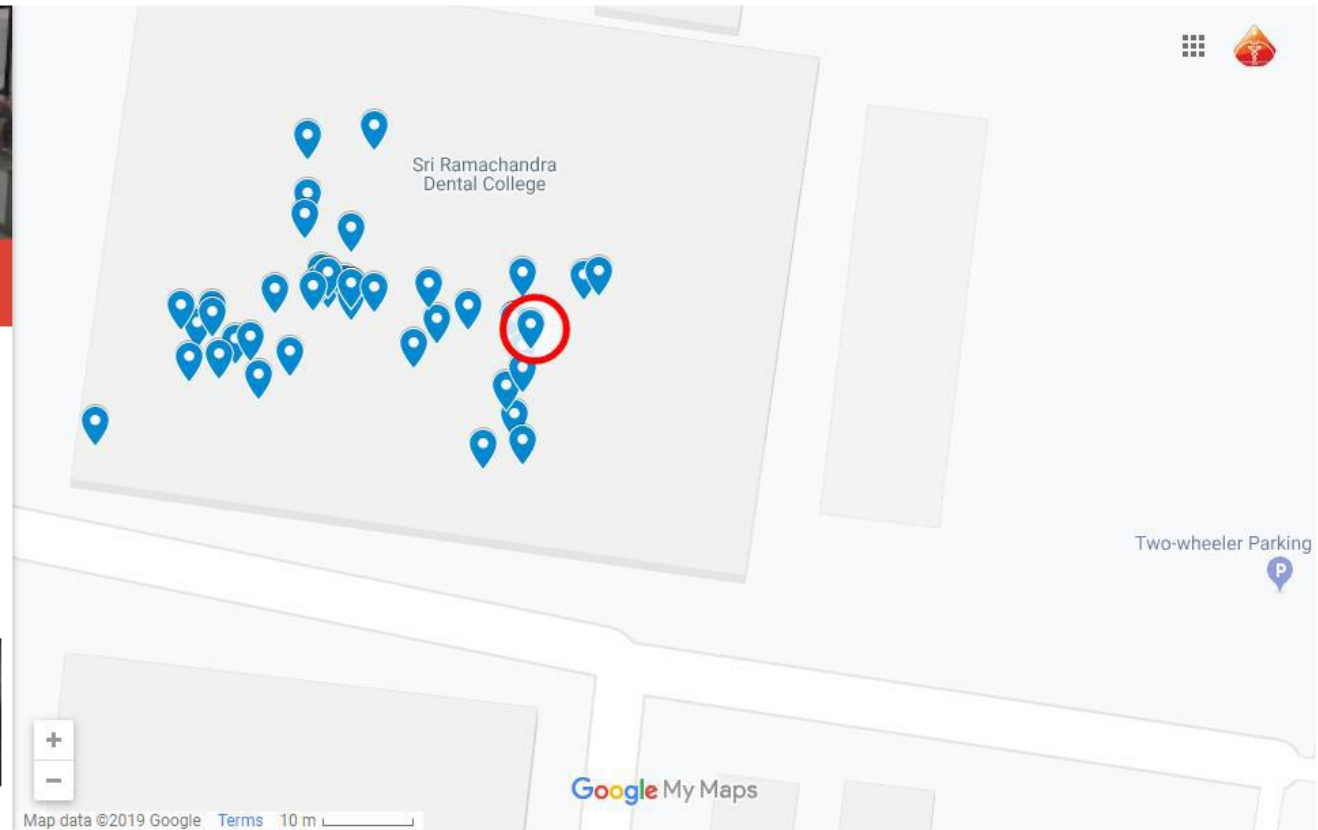 Sri Ramachandra
Dental College
Two-wheeler Parking
P
+
−
Google My Maps
Map data ©2019 Google Terms 10 m